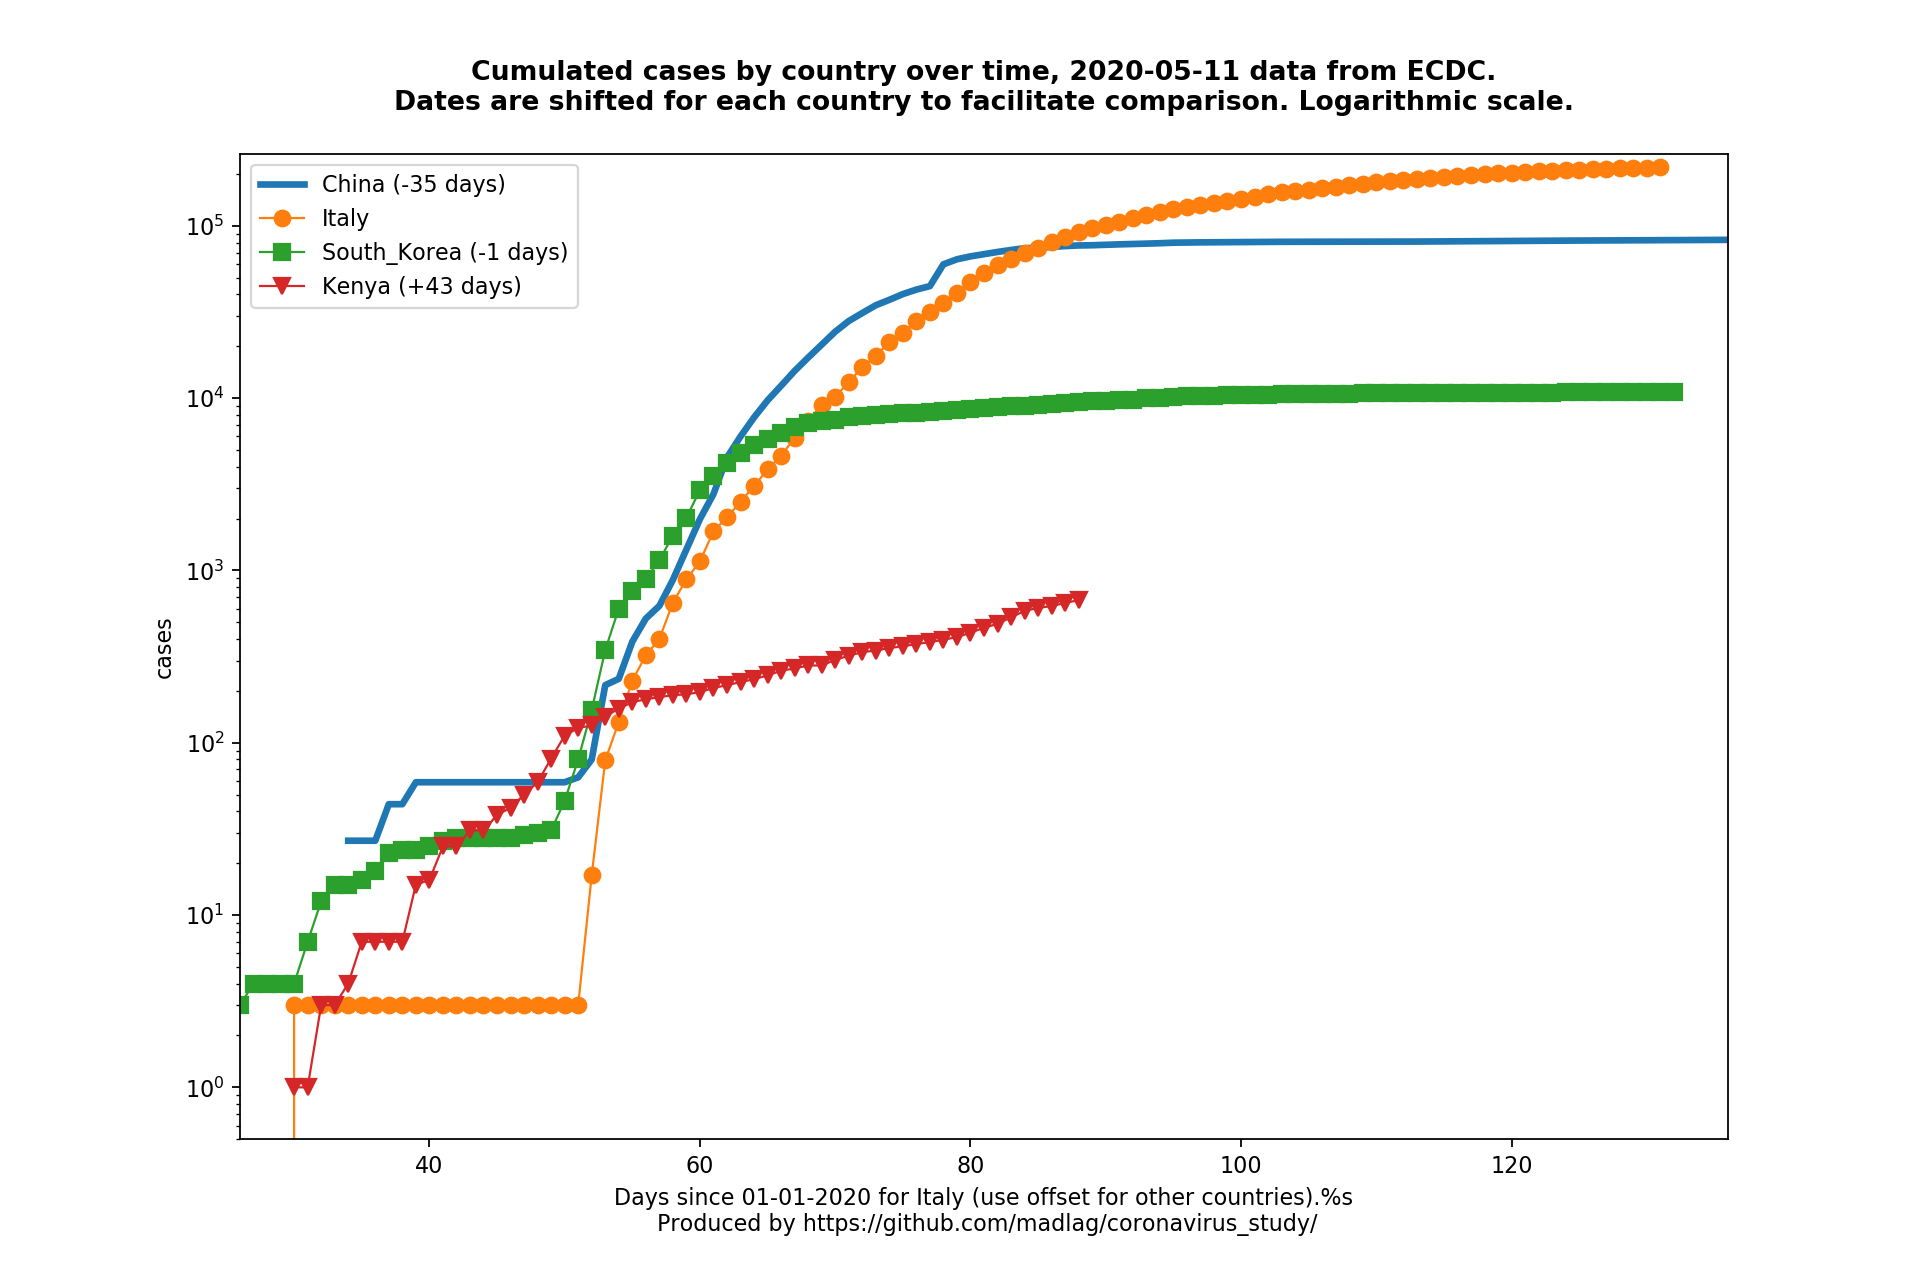 Cumulated cases by country over time, 2020-05-11 data from ECDC.
Dates are shifted for each country to facilitate comparison. Logarithmic scale.
China (-35 days)
Italy
South_Korea (-1 days)
Kenya (+43 days)
cases
10⁵
10⁴
10³
10²
10¹
10⁰
40 60 80 100 120
Days since 01-01-2020 for Italy (use offset for other countries).%s
Produced by https://github.com/madlag/coronavirus_study/